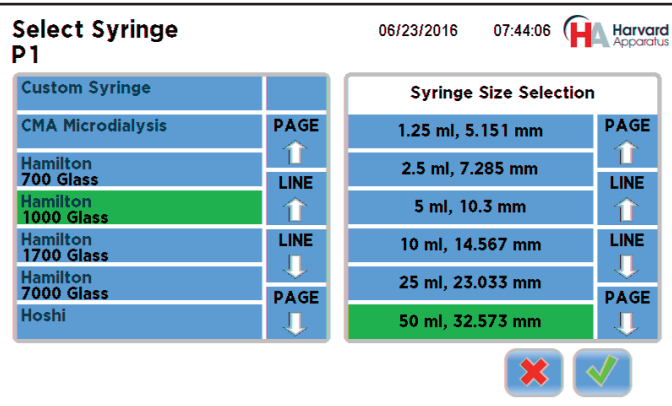 Select Syringe
P1
06/23/2016 07:44:06
HA Harvard
Apparatus
Custom Syringe
CMA Microdialysis
Hamilton
700 Glass
Hamilton
1000 Glass
Hamilton
1700 Glass
Hamilton
7000 Glass
Hoshi
PAGE
LINE
LINE
PAGE
Syringe Size Selection
1.25 ml, 5.151 mm
2.5 ml, 7.285 mm
5 ml, 10.3 mm
10 ml, 14.567 mm
25 ml, 23.033 mm
50 ml, 32.573 mm
PAGE
LINE
LINE
PAGE